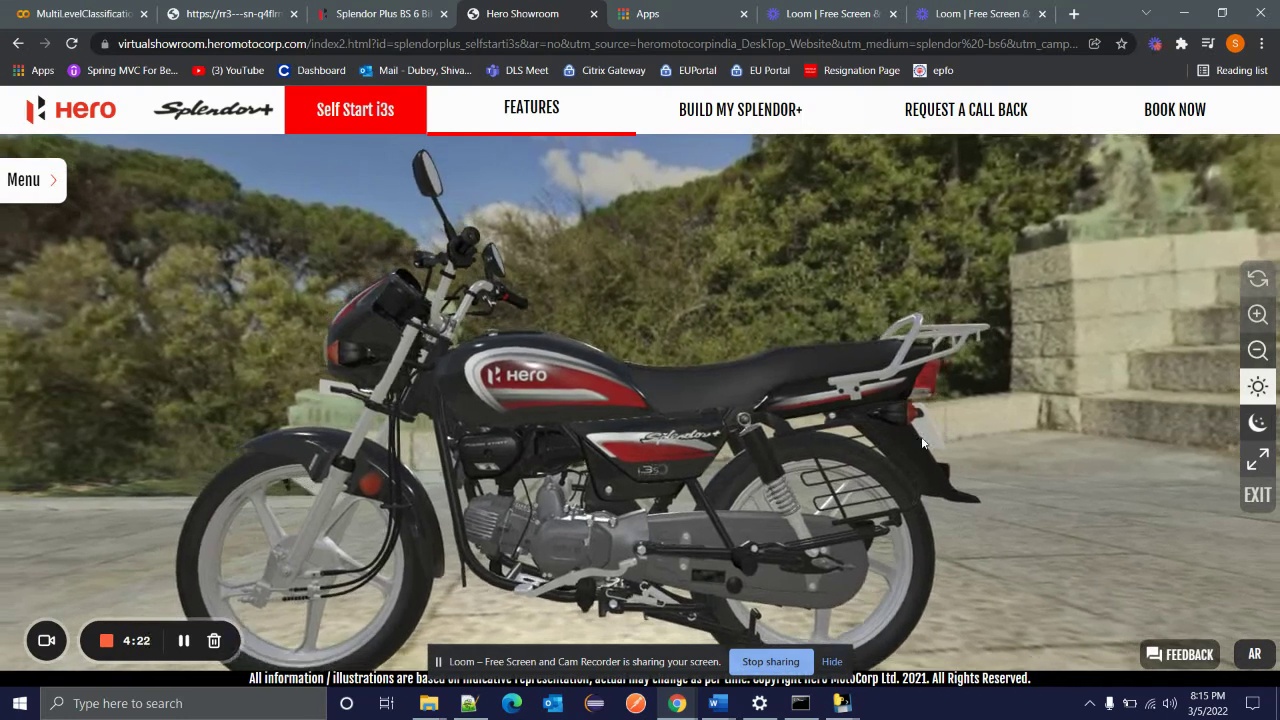 MultiLevelClassificatio
https://rr3---sn-q4flrn
Splendor Plus BS 6 Bik
Hero Showroom
Apps
Loom | Free Screen &
Loom | Free Screen &
virtualshowroom.heromotocorp.com/index2.html?id=splendorplus_selfstarti3s&at=no&utm_source=heromotocorpindia_DeskTop_Website&utm_medium=splendor%20-bs6&utm_camp...
S
Apps
Spring MVC For Be...
(3) YouTube
Dashboard
Mail - Dubey, Shiva...
DLS Meet
Citrix Gateway
EUPortal
EU Portal
Resignation Page
epfo
Reading list
Hero
Splendor+
Self Start i3s
FEATURES
BUILD MY SPLENDOR+
REQUEST A CALL BACK
BOOK NOW
Menu
Hero
Splendor+
i3S
EXIT
4:22
Loom – Free Screen and Cam Recorder is sharing your screen.
Stop sharing
Hide
FEEDBACK
AR
All information / illustrations are based on indicative representation, actual may change as per time. Copyright Hero MotoCorp Ltd. 2021. All Rights Reserved.
Type here to search
8:15 PM
3/5/2022